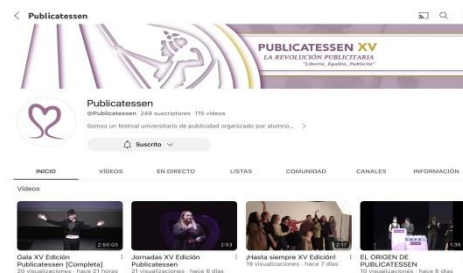 Publicatessen
PUBLICATESSEN XV
LA REVOLUCIÓN PUBLICITARIA
"Liberté, Égalité, Publicité"
Publicatessen
@Publicatessen 248 suscriptores 115 vídeos
Somos un festival universitario de publicidad organizado por alumno...
Suscrito
INICIO VÍDEOS EN DIRECTO LISTAS COMUNIDAD CANALES INFORMACIÓN
Vídeos
2:50:03 2:53 2:17 1:35
Gala XV Edición Publicatessen [Completa]
20 visualizaciones · hace 21 horas
Jornadas XV Edición Publicatessen
21 visualizaciones · hace 6 días
¡Hasta siempre XV Edición!
19 visualizaciones · hace 7 días
EL ORIGEN DE PUBLICATESSEN
10 visualizaciones · hace 9 días